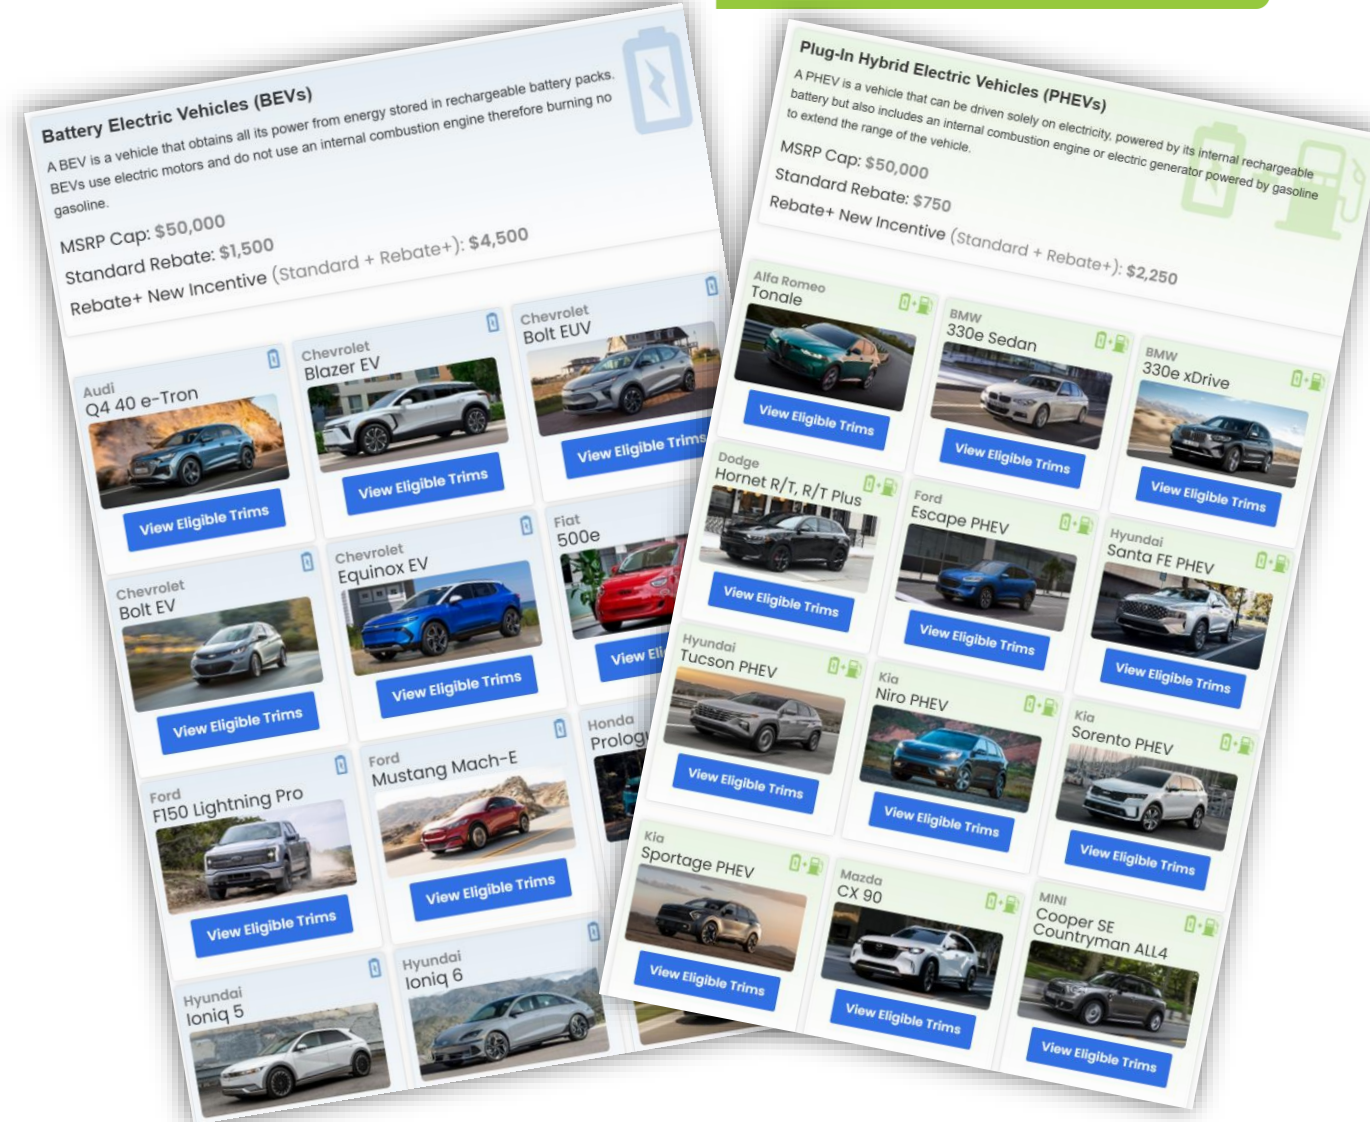 Battery Electric Vehicles (BEVs)
A BEV is a vehicle that obtains all its power from energy stored in rechargeable battery packs.
BEVs use electric motors and do not use an internal combustion engine therefore burning no
gasoline.
MSRP Cap: $50,000
Standard Rebate: $1,500
Rebate+ New Incentive (Standard + Rebate+): $4,500
Audi
Q4 40 e-Tron
View Eligible Trims
Chevrolet
Blazer EV
View Eligible Trims
Chevrolet
Bolt EUV
View Eligible Trims
Chevrolet
Bolt EV
View Eligible Trims
Chevrolet
Equinox EV
View Eligible Trims
Fiat
500e
View
Ford
F150 Lightning Pro
View Eligible Trims
Ford
Mustang Mach-E
View Eligible Trims
Honda
Hyundai
Ioniq 5
Hyundai
Ioniq 6
Plug-In Hybrid Electric Vehicles (PHEVs)
A PHEV is a vehicle that can be driven solely on electricity, powered by its internal rechargeable
battery but also includes an internal combustion engine or electric generator powered by gasoline
to extend the range of the vehicle.
MSRP Cap: $50,000
Standard Rebate: $750
Rebate+ New Incentive (Standard + Rebate+): $2,250
Alfa Romeo
Tonale
View Eligible Trims
BMW
330e Sedan
View Eligible Trims
BMW
330e xDrive
View Eligible Trims
Dodge
Hornet R/T, R/T Plus
View Eligible Trims
Ford
Escape PHEV
View Eligible Trims
Hyundai
Santa FE PHEV
View Eligible Trims
Hyundai
Tucson PHEV
View Eligible Trims
Kia
Niro PHEV
View Eligible Trims
Kia
Sorento PHEV
View Eligible Trims
Kia
Sportage PHEV
View Eligible Trims
Mazda
CX 90
View Eligible Trims
MINI
Cooper SE
Countryman ALL4
View Eligible Trims